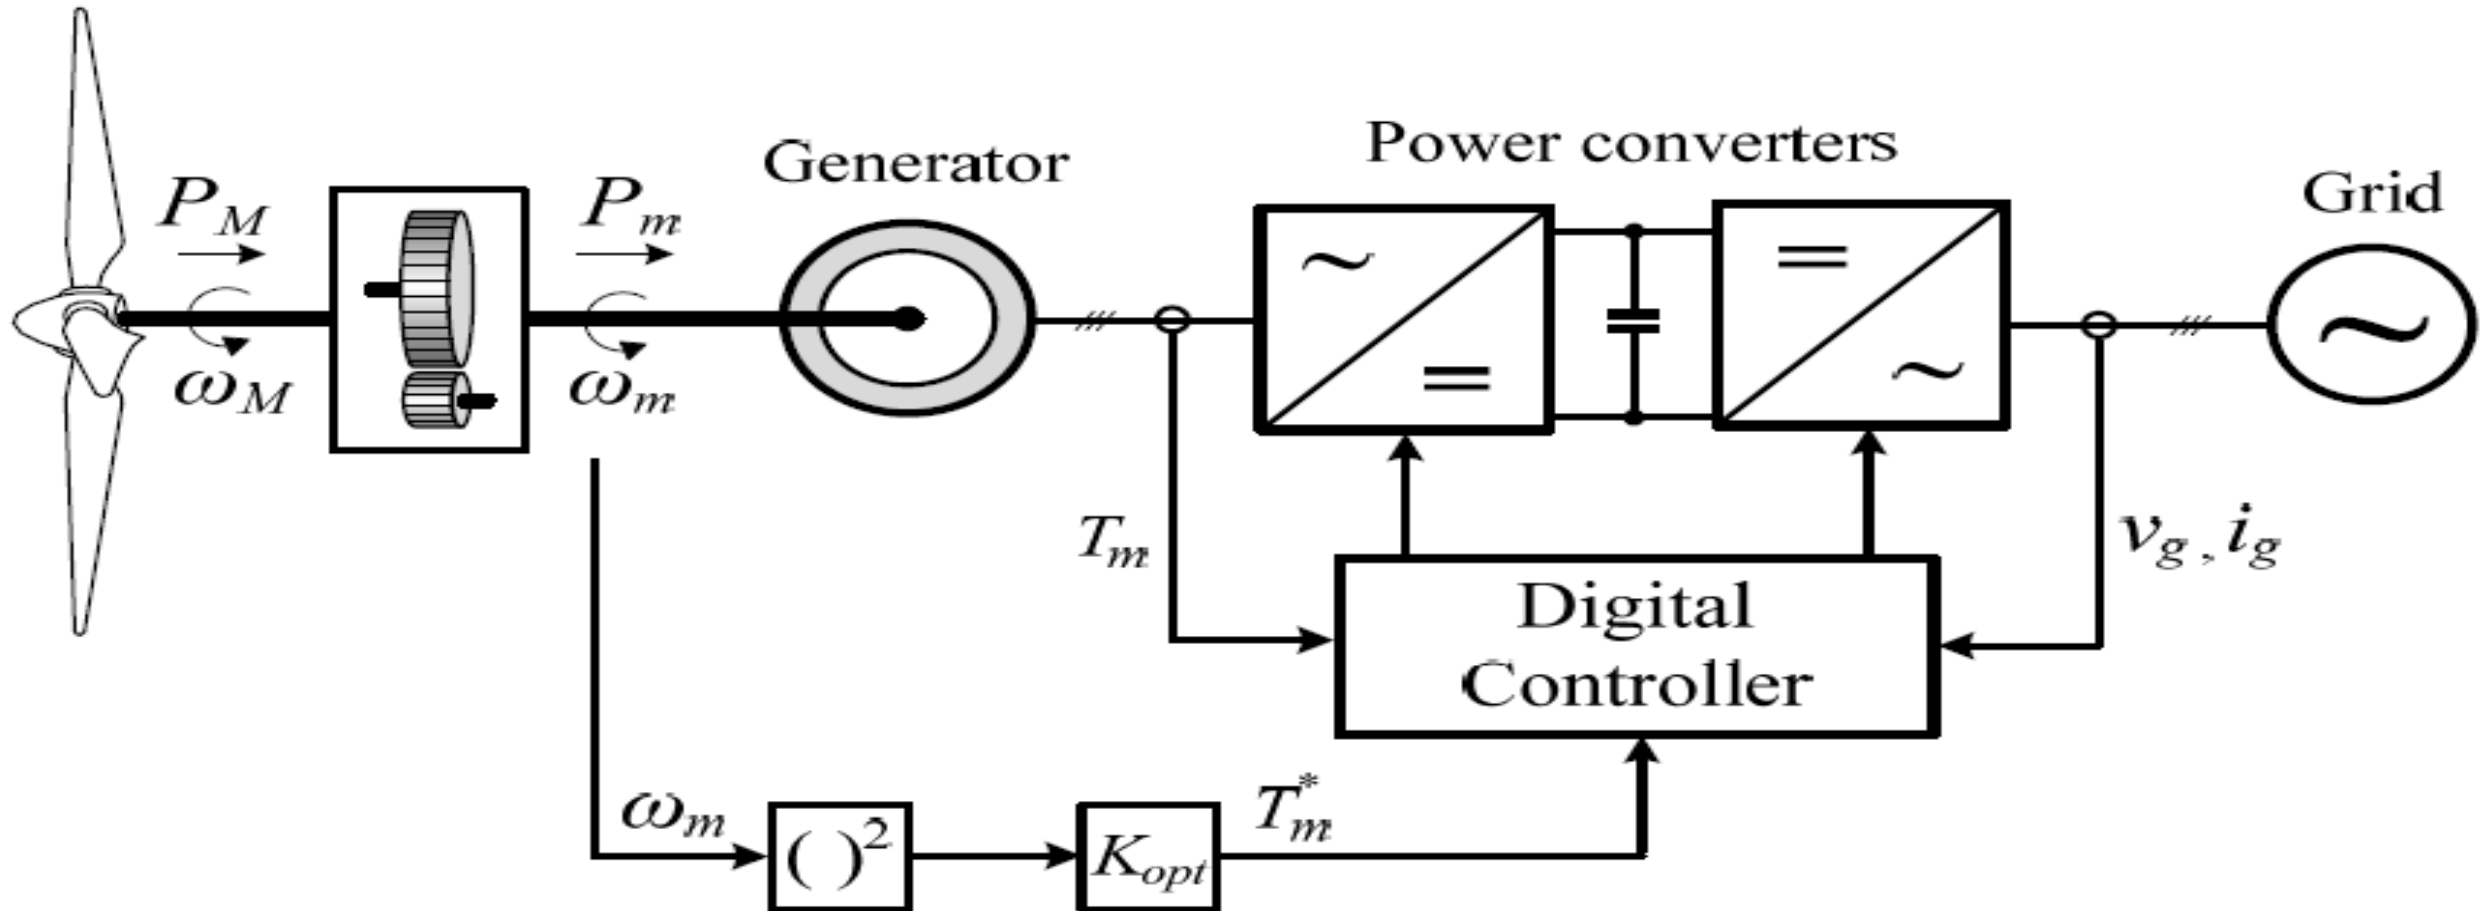 Power converters
Generator
Grid
P_M
P_m
~
=
=
~
~
ω_M
ω_m
T_m
v_g, i_g
Digital
Controller
ω_m
( )²
K_opt
T_m^*